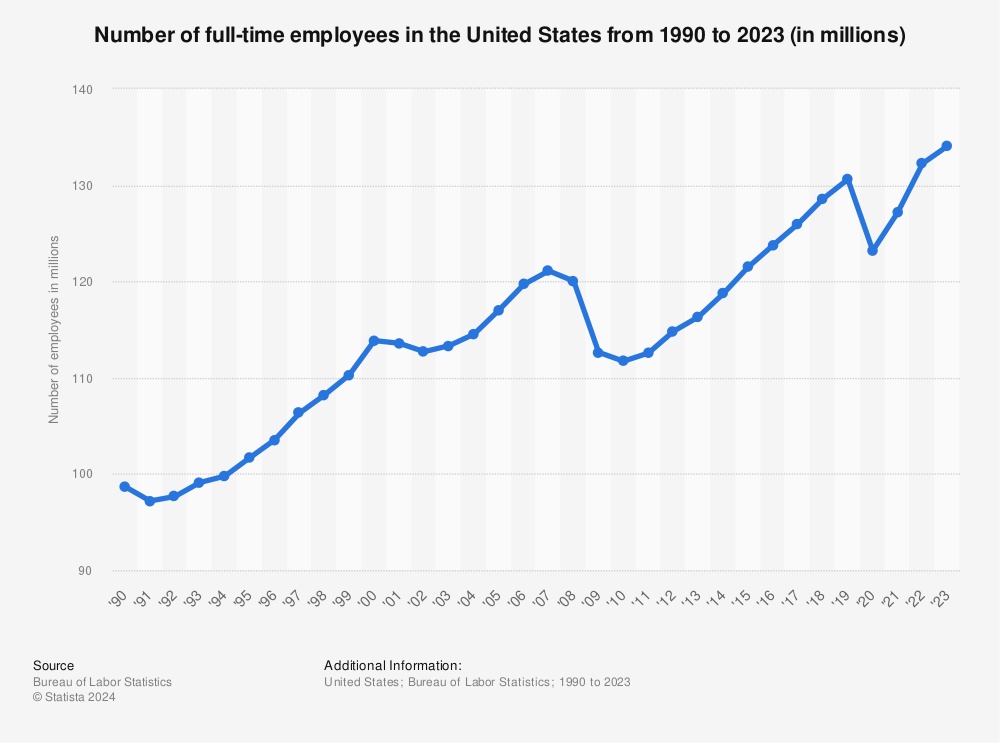 Number of full-time employees in the United States from 1990 to 2023 (in millions)
Number of employees in millions
140
130
120
110
100
90
'90 '91 '92 '93 '94 '95 '96 '97 '98 '99 '00 '01 '02 '03 '04 '05 '06 '07 '08 '09 '10 '11 '12 '13 '14 '15 '16 '17 '18 '19 '20 '21 '22 '23
Source
Bureau of Labor Statistics
© Statista 2024
Additional Information:
United States; Bureau of Labor Statistics; 1990 to 2023